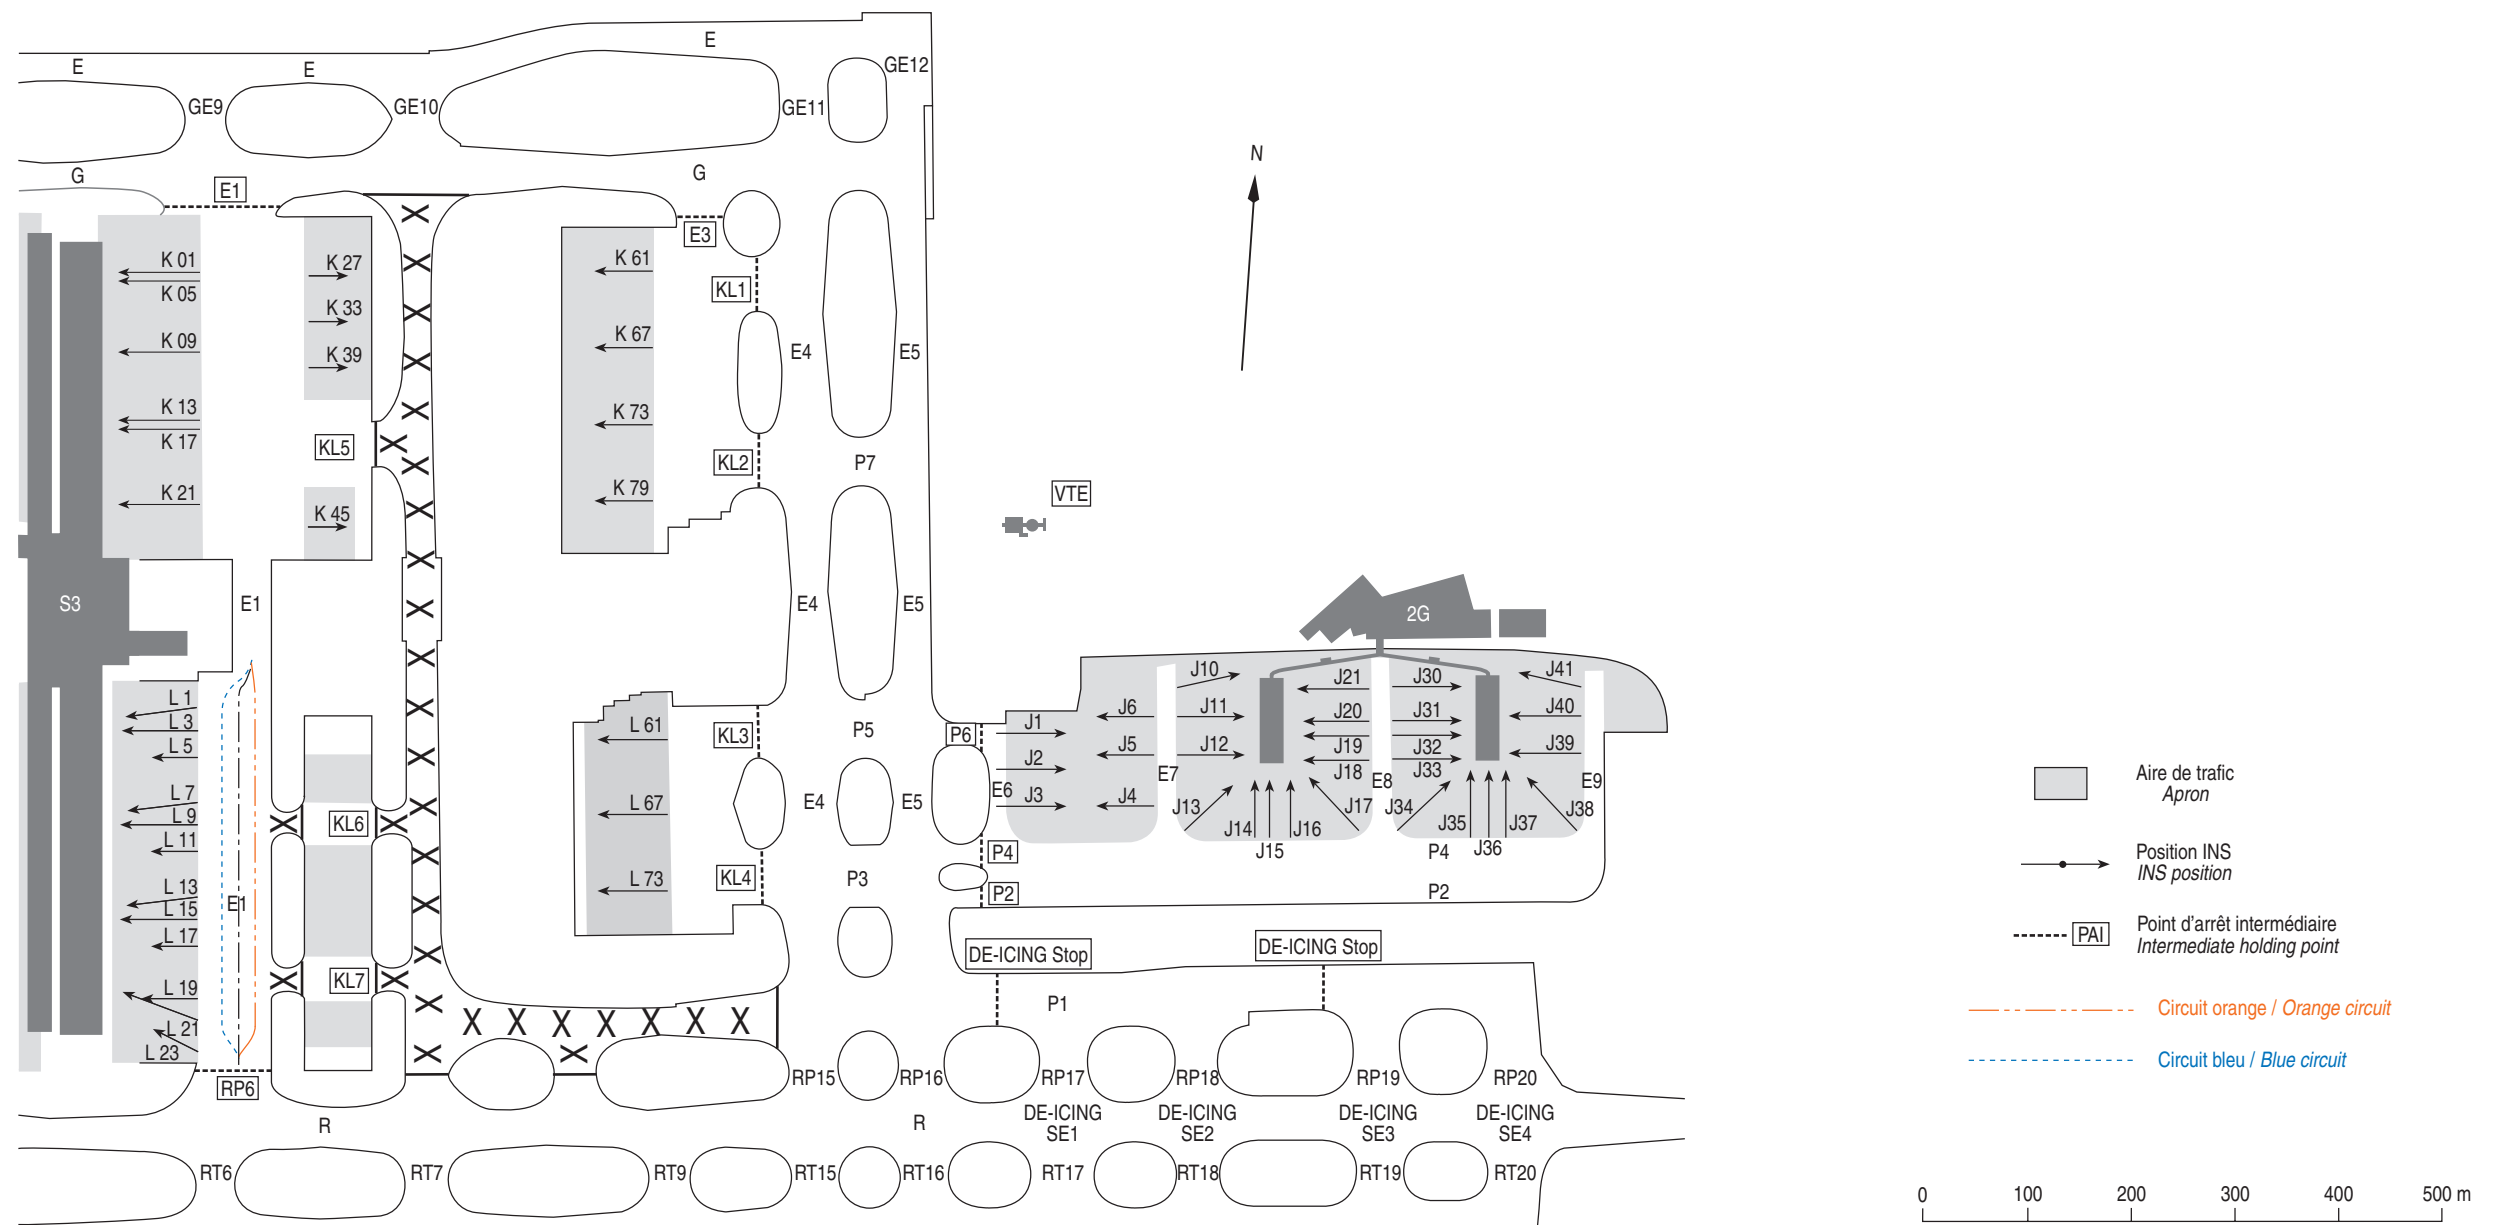 E
E
E
GE12
GE9
GE10
GE11
G
G
E1
E3
N
K 01
K 05
K 09
K 13
K 17
K 21
K 27
K 33
K 39
KL5
K 45
K 61
K 67
K 73
K 79
KL1
KL2
E4
E5
P7
VTE
S3
E1
E4
E5
2G
L 1
L 3
L 5
L 7
L 9
L 11
L 13
L 15
L 17
L 19
L 21
L 23
E1
KL6
KL7
RP6
L 61
L 67
L 73
KL3
KL4
P5
E4
E5
P3
P6
P4
P2
E6
J1
J2
J3
J6
J5
J4
E7
J10
J11
J12
J13
J14
J15
J16
J17
J21
J20
J19
J18
E8
J30
J31
J32
J33
J34
J35
J36
J37
J38
J41
J40
J39
E9
P4
P2
DE-ICING Stop
DE-ICING Stop
P1
RP15
RP16
RP17
RP18
RP19
RP20
R
R
DE-ICING
SE1
DE-ICING
SE2
DE-ICING
SE3
DE-ICING
SE4
RT6
RT7
RT9
RT15
RT16
RT17
RT18
RT19
RT20
Aire de trafic
Apron
Position INS
INS position
PAI
Point d'arrêt intermédiaire
Intermediate holding point
Circuit orange / Orange circuit
Circuit bleu / Blue circuit
0 100 200 300 400 500 m